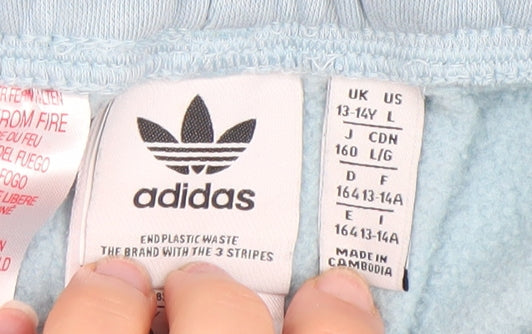 ROM FIRE
DU FEU
DEL FUEGO
FOGO
LIBERE
adidas
END PLASTIC WASTE
THE BRAND WITH THE 3 STRIPES
UK US
13-14Y L
J CDN
160 L/G
D F
164 13-14A
E I
164 13-14A
MADE IN
CAMBODIA